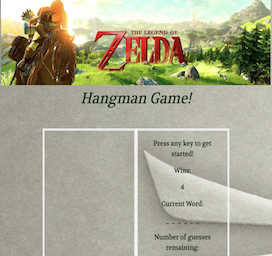 THE LEGEND OF
ZELDA
Hangman Game!
Press any key to get
started!
Wins:
4
Current Word:
_ _ _ _ _ _
Number of guesses
remaining: